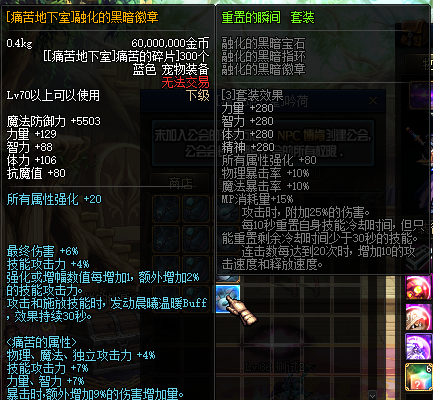 [痛苦地下室]融化的黑暗徽章
0.4kg
60,000,000金币
[[痛苦地下室]痛苦的碎片]300个
蓝色 宠物装备
无法交易
Lv70以上可以使用
下级
魔法防御力 +5503
力量 +129
智力 +88
体力 +106
抗魔值 +80
所有属性强化 +20
最终伤害 +6%
技能攻击力 +4%
强化或增幅数值每增加1，额外增加2%
的技能攻击力。
攻击和施放技能时，发动晨曦温暖Buff
，效果持续30秒。
<痛苦的属性>
物理、魔法、独立攻击力 +4%
技能攻击力 +7%
力量、智力 +7%
暴击时，额外增加9%的伤害增加量。
重置的瞬间 套装
融化的黑暗宝石
融化的黑暗指环
融化的黑暗徽章
[3]套装效果
力量 +280
智力 +280
体力 +280
精神 +280
所有属性强化 +80
物理暴击率 +10%
魔法暴击率 +10%
MP消耗量+15%
攻击时，附加25%的伤害。
每10秒重置自身技能冷却时间，但只
能重置剩余冷却时间少于30秒的技能。
连击数每达到20次时，增加10的攻
击速度和释放速度。
商店